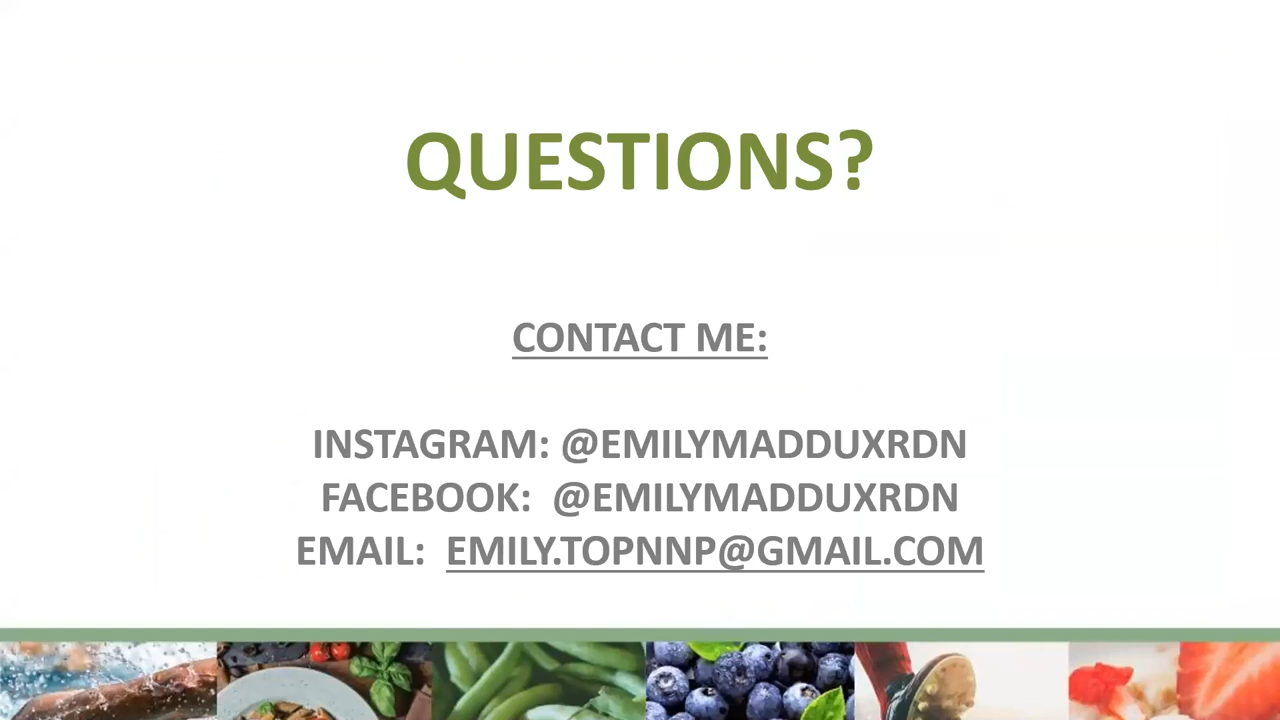 QUESTIONS?
CONTACT ME:
INSTAGRAM: @EMILYMADDUXRDN
FACEBOOK: @EMILYMADDUXRDN
EMAIL: EMILY.TOPNNP@GMAIL.COM